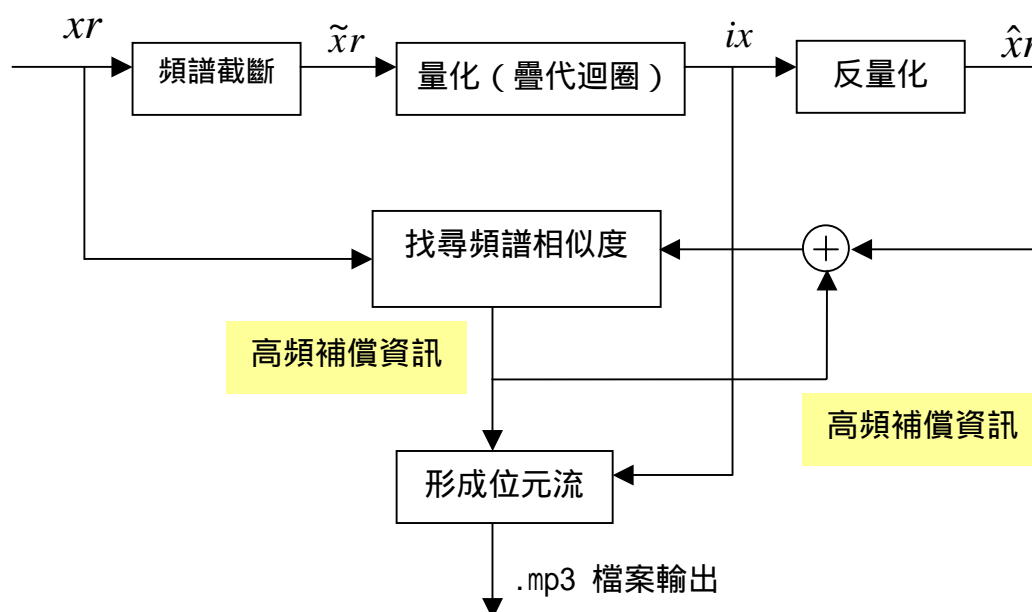 xr
頻譜截斷
x̃r
量化（疊代迴圈）
ix
反量化
x̂r
找尋頻譜相似度
+
高頻補償資訊
高頻補償資訊
形成位元流
.mp3 檔案輸出